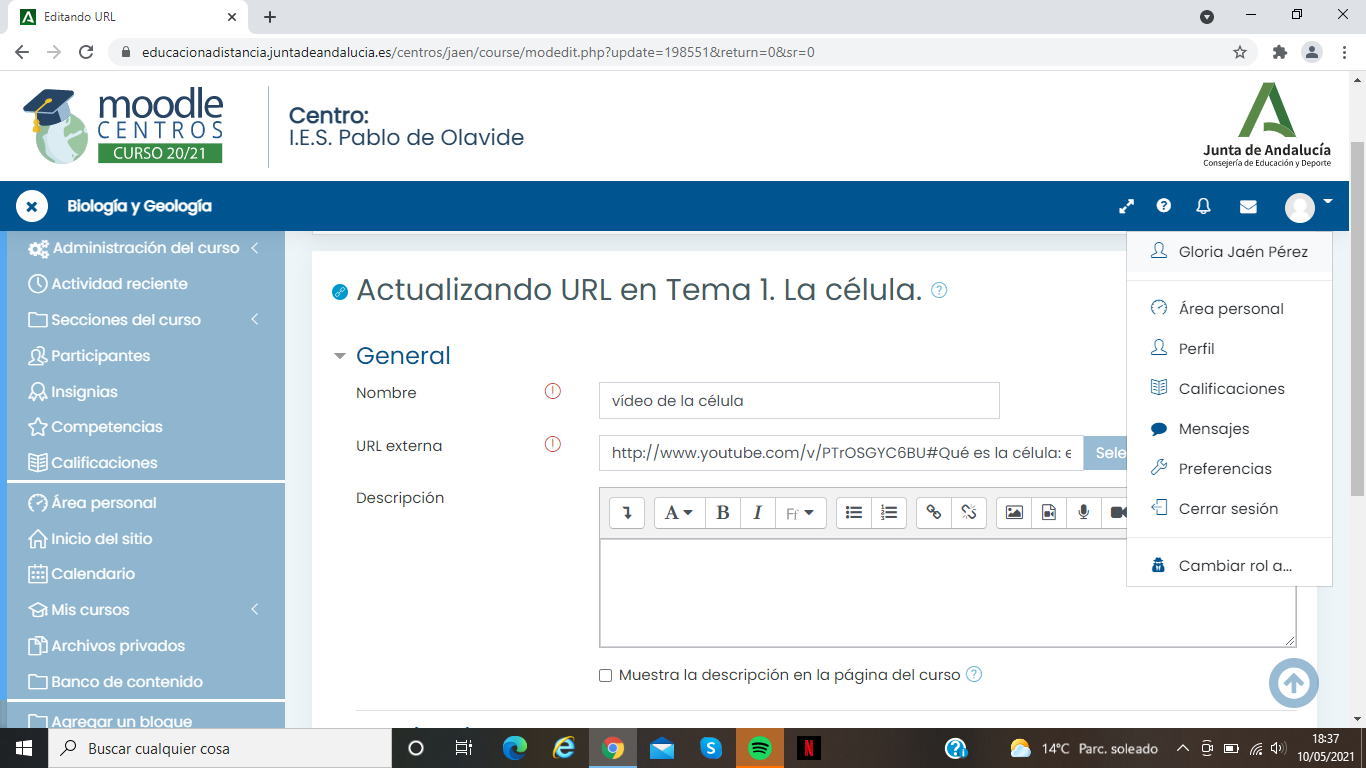 Editando URL
educacionadistancia.juntadeandalucia.es/centros/jaen/course/modedit.php?update=198551&return=0&sr=0
moodle
CENTROS
CURSO 20/21
Centro:
I.E.S. Pablo de Olavide
Junta de Andalucía
Consejería de Educación y Deporte
Biología y Geología
Administración del curso
Actividad reciente
Secciones del curso
Participantes
Insignias
Competencias
Calificaciones
Área personal
Inicio del sitio
Calendario
Mis cursos
Archivos privados
Banco de contenido
Agregar un bloque
Actualizando URL en Tema 1. La célula.
General
Nombre
vídeo de la célula
URL externa
http://www.youtube.com/v/PTrOSGYC6BU#Qué es la célula: e
Sele
Descripción
A B I Ff
Muestra la descripción en la página del curso
Gloria Jaén Pérez
Área personal
Perfil
Calificaciones
Mensajes
Preferencias
Cerrar sesión
Cambiar rol a...
Buscar cualquier cosa
14°C Parc. soleado
18:37
10/05/2021